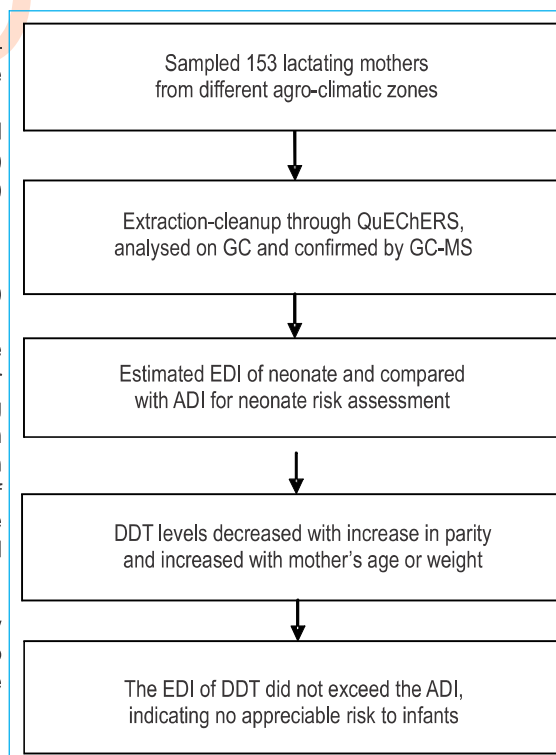 Sampled 153 lactating mothers
from different agro-climatic zones
Extraction-cleanup through QuEChERS,
analysed on GC and confirmed by GC-MS
Estimated EDI of neonate and compared
with ADI for neonate risk assessment
DDT levels decreased with increase in parity
and increased with mother's age or weight
The EDI of DDT did not exceed the ADI,
indicating no appreciable risk to infants